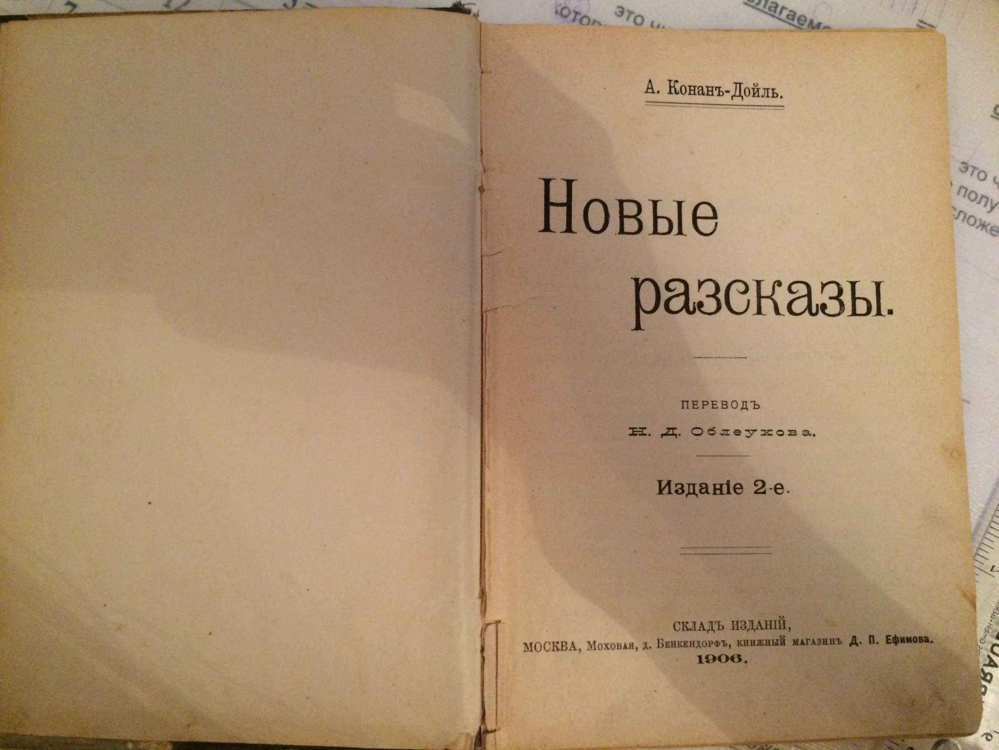 это
лагаемо
А. Конанъ-Дойль.
Новые
разсказы.
ПЕРЕВОДЪ
Н. Д. Облеухова.
Изданіе 2-е.
СКЛАДЪ ИЗДАНІЙ,
МОСКВА, Моховая, д. Бенкендорфъ, книжный магазинъ Д. П. Ефимова.
1906.
это ч
полу
сложе